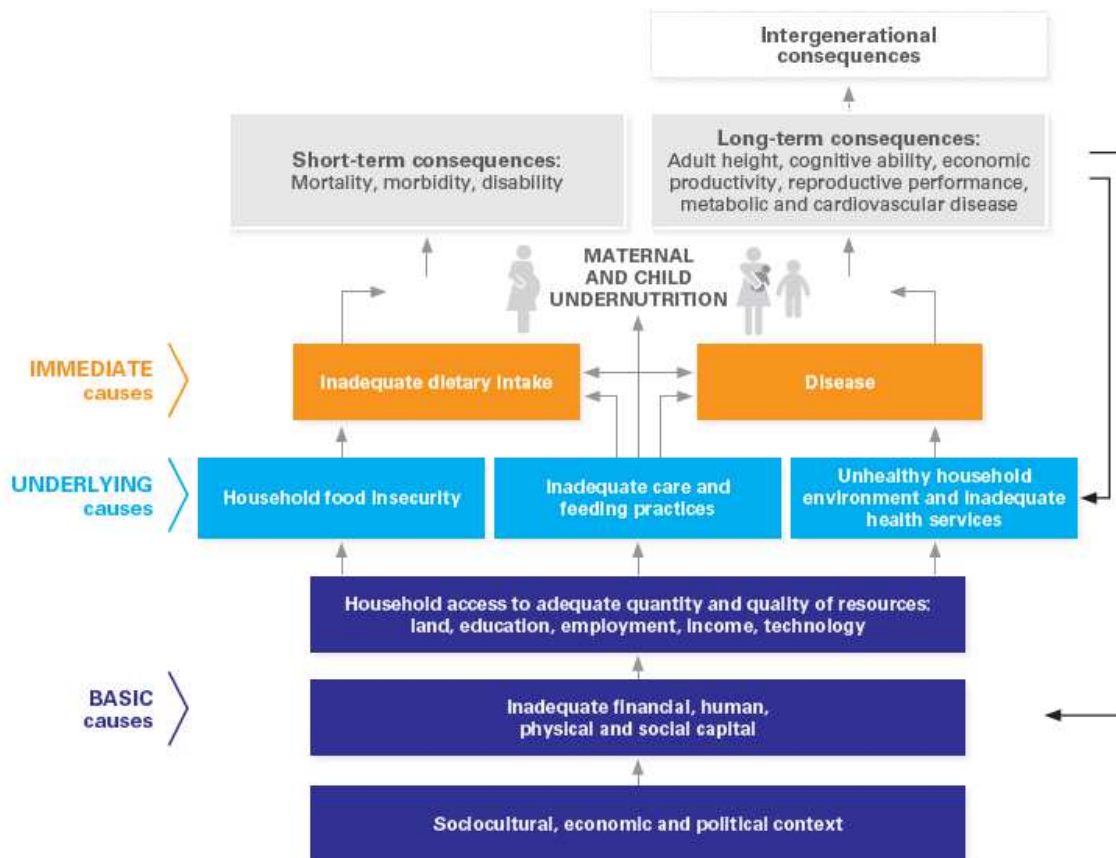 Intergenerational
consequences
Short-term consequences:
Mortality, morbidity, disability
Long-term consequences:
Adult height, cognitive ability, economic
productivity, reproductive performance,
metabolic and cardiovascular disease
MATERNAL
AND CHILD
UNDERNUTRITION
IMMEDIATE
causes
Inadequate dietary intake
Disease
UNDERLYING
causes
Household food insecurity
Inadequate care and
feeding practices
Unhealthy household
environment and inadequate
health services
Household access to adequate quantity and quality of resources:
land, education, employment, income, technology
BASIC
causes
Inadequate financial, human,
physical and social capital
Sociocultural, economic and political context